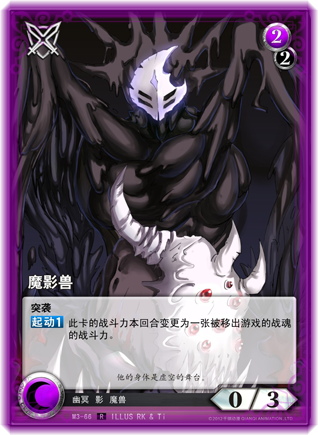 2
2
魔影兽
突袭
起动1 此卡的战斗力本回合变更为一张被移出游戏的战魂
的战斗力。
他的身体是虚空的舞台。
幽冥 影 魔兽
0/3
M3-66 R ILLUS RK & Ti